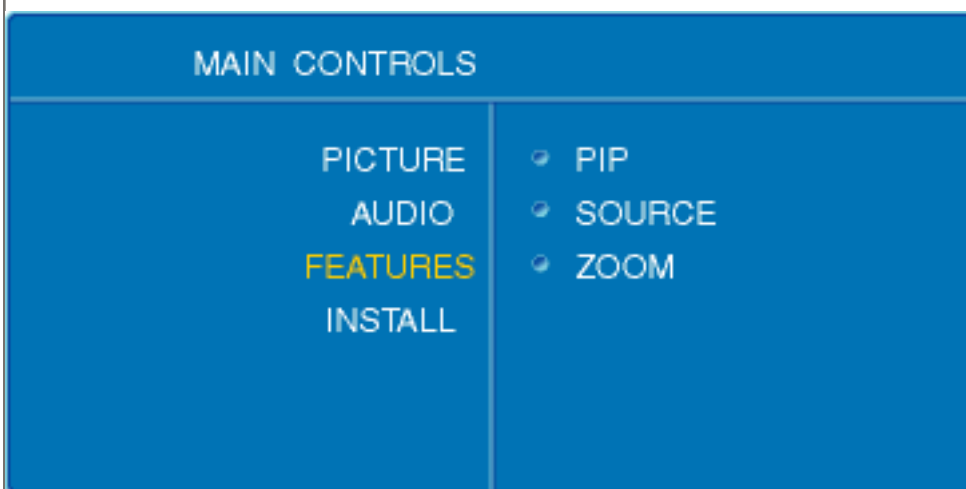 MAIN CONTROLS
PICTURE
AUDIO
FEATURES
INSTALL
PIP
SOURCE
ZOOM